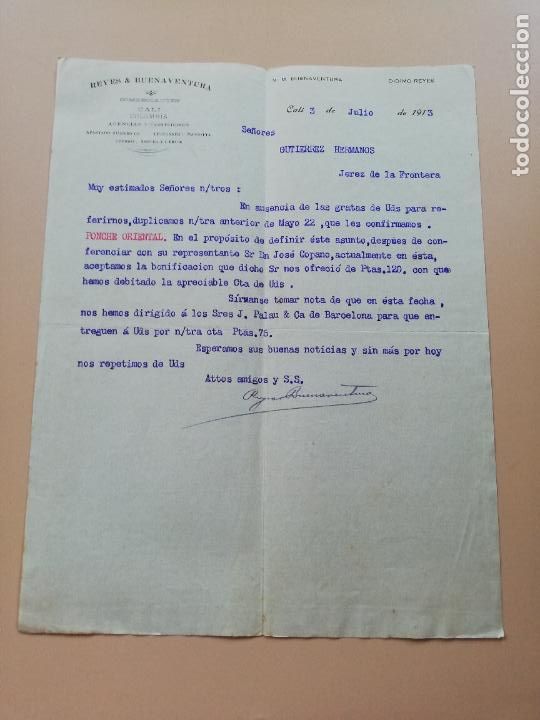 REYES & BUENAVENTURA
COMERCIANTES
CALI
COLOMBIA
AGENCIAS Y COMISIONES
M. M. BUENAVENTURA
DIDIMO REYES
Cali 3 de Julio de 1913
Señores
GUTIERREZ HERMANOS
Jerez de la Frontera
Muy estimados Señores n/tros :
En ausencia de las gratas de Uds para re-
ferirnos,duplicamos n/tra anterior de Mayo 22 ,que les confirmamos .
PONCHE ORIENTAL. En el propósito de definir éste asunto,despues de con-
ferenciar con su representante Sr Dn José Copano,actualmente en ésta,
aceptamos la bonificacion que dicho Sr nos ofreció de Ptas.120. con que
hemos debitado la apreciable Cta de Uds .
Sírwanse tomar nota de que en ésta fecha ,
nos hemos dirigido á los Sres J. Palau & Ca de Barcelona para que en-
treguen á Uds por n/tra cta Ptas.75.
Esperamos sus buenas noticias y sin más por hoy
nos repetimos de Uds
Attos amigos y S.S.
Reyes Buenaventura
todocoleccion